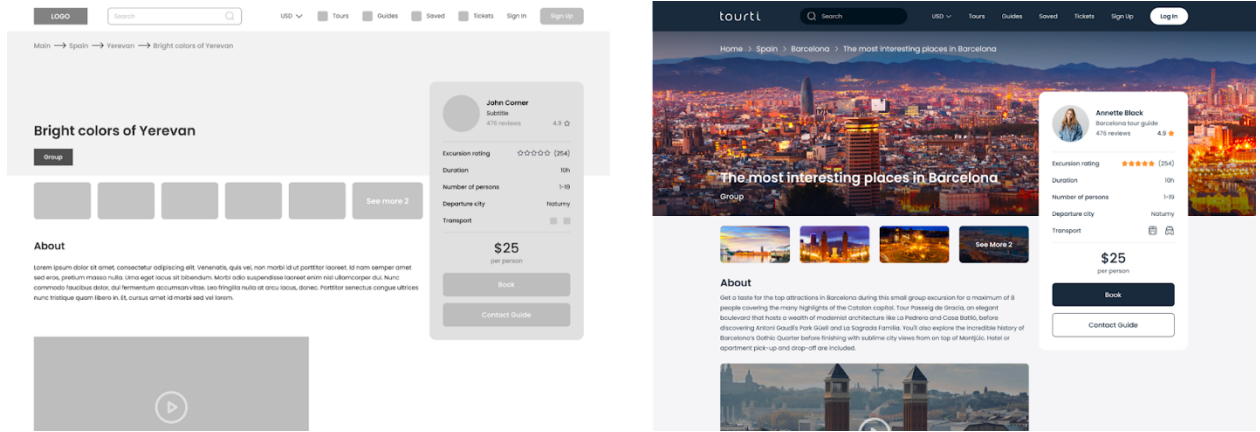 LOGO
Search
USD
Tours
Guides
Saved
Tickets
Sign In
Sign Up
Main → Spain → Yerevan → Bright colors of Yerevan
Bright colors of Yerevan
Group
See more 2
About
Lorem ipsum dolor sit amet, consectetur adipiscing elit. Venenatis, quis vel, non morbi id ut porttitor laoreet. Id nam semper amet
sed eros, pretium massa nulla. Urna eget lacus sit bibendum. Morbi odio suspendisse laoreet enim nisl ullamcorper dui. Nunc
commodo faucibus dolor, dui fermentum accumsan vitae. Leo fringilla nulla at arcu lacus, donec. Porttitor senectus congue ultrices
nunc tristique quam libero in. Et, cursus amet id morbi sed vel lorem.
John Corner
Subtitle
476 reviews
4.9
Excursion rating
(254)
Duration
10h
Number of persons
1-19
Departure city
Naturny
Transport
$25
per person
Book
Contact Guide
tourti
Search
USD
Tours
Guides
Saved
Tickets
Sign Up
Log In
Home > Spain > Barcelona > The most interesting places in Barcelona
The most interesting places in Barcelona
Group
See More 2
About
Get a taste for the top attractions in Barcelona during this small group excursion for a maximum of 8
people covering the many highlights of the Catalan capital. Tour Passeig de Gracia, an elegant
boulevard that hosts a wealth of modernist architecture like La Pedrera and Casa Batlló, before
discovering Antoni Gaudí's Park Güell and La Sagrada Familia. You'll also explore the incredible history of
Barcelona's Gothic Quarter before finishing with sublime city views from on top of Montjüic. Hotel or
apartment pick-up and drop-off are included.
Annette Black
Barcelona tour guide
476 reviews
4.9
Excursion rating
(254)
Duration
10h
Number of persons
1-19
Departure city
Naturny
Transport
$25
per person
Book
Contact Guide